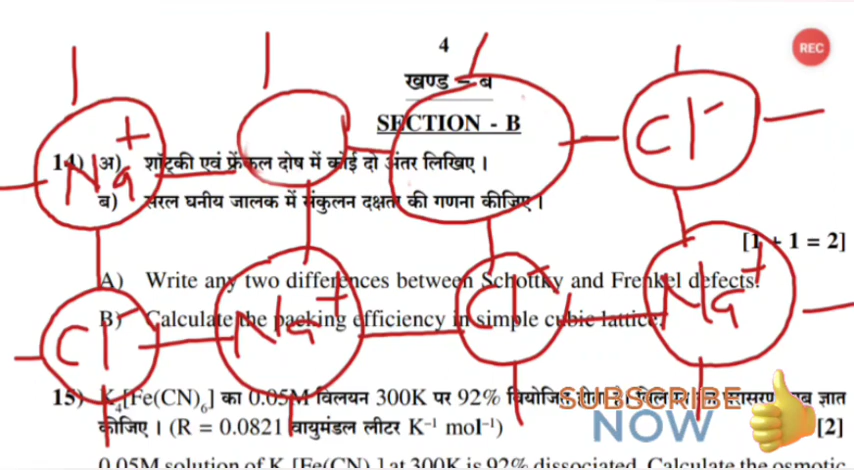 4
REC
खण्ड – ब
SECTION - B
14) अ) शॉट्की एवं फ्रेंकल दोष में कोई दो अंतर लिखिए।
ब) सरल घनीय जालक में संकुलन दक्षता की गणना कीजिए।
[1 + 1 = 2]
A) Write any two differences between Schottky and Frenkel defects.
B) Calculate the packing efficiency in simple cubic lattice.
Na+ Cl-
Cl- Na+ Cl Na+
15) K4[Fe(CN)6] का 0.05M विलयन 300K पर 92% वियोजित होता है।
ज्ञात
कीजिए। (R = 0.0821 वायुमंडल लीटर K⁻¹ mol⁻¹)
[2]
SUBSCRIBE
NOW
0.05M solution of K [Fe(CN) ] at 300K is 92% dissociated. Calculate the osmotic